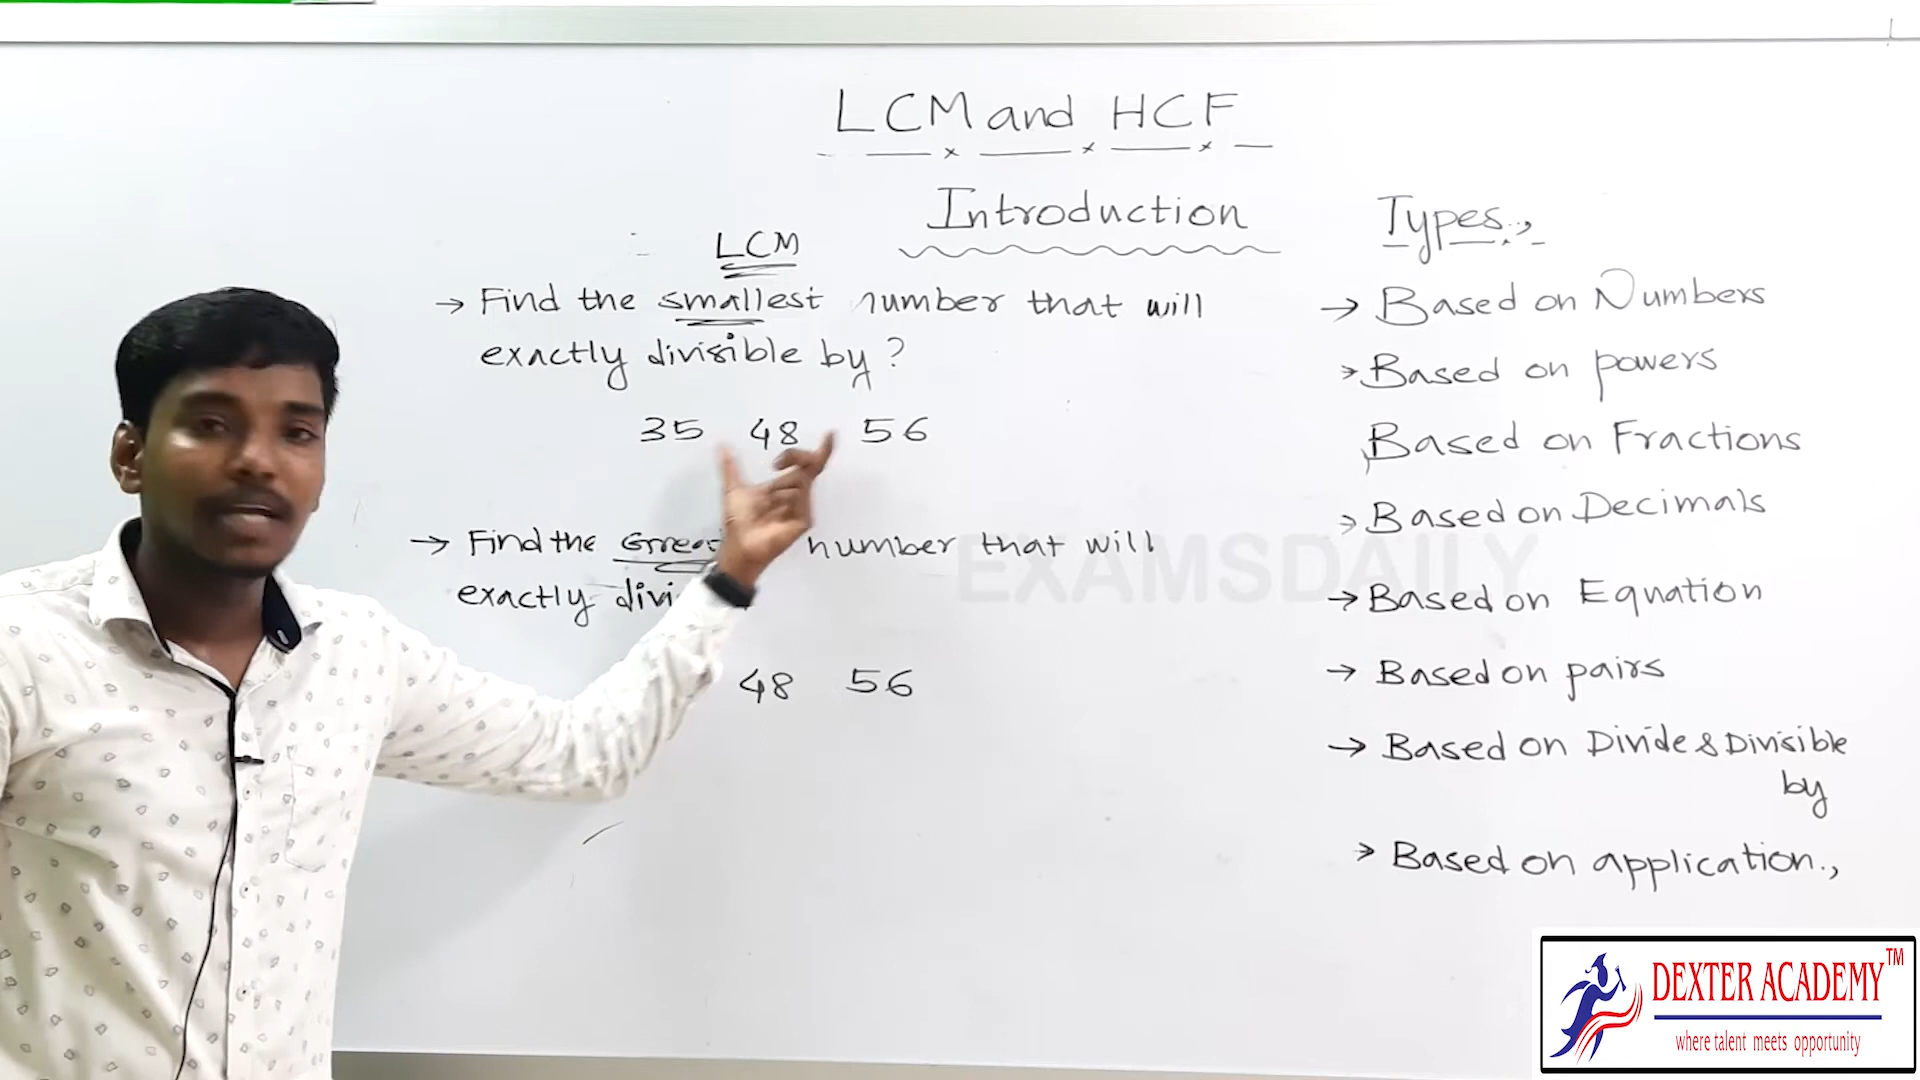 LCM and HCF
Introduction
LCM
→ Find the smallest number that will
exactly divisible by?
35 48 56
→ Find the number that will
exactly
48 56
Types.,
→ Based on Numbers
→ Based on powers
Based on Fractions
→ Based on Decimals
→ Based on Equation
→ Based on pairs
→ Based on Divide & Divisible
by
→ Based on application.,
EXAMSDAILY
DEXTER ACADEMY™
where talent meets opportunity